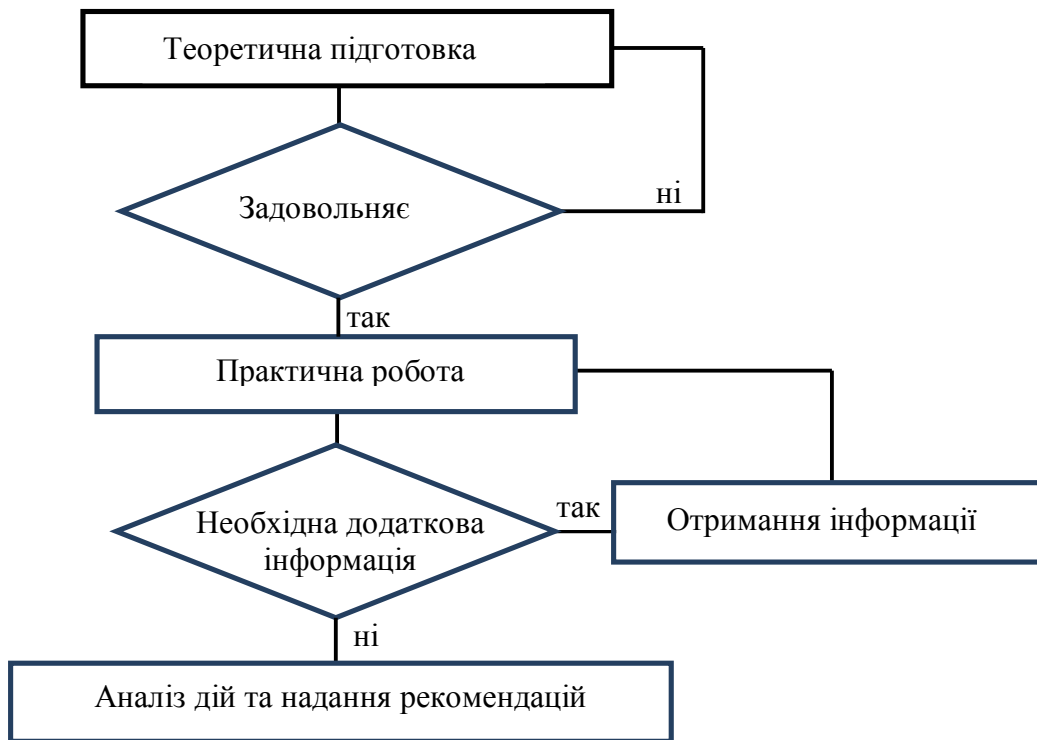 Теоретична підготовка
Задовольняє
ні
так
Практична робота
Необхідна додаткова
інформація
так
Отримання інформації
ні
Аналіз дій та надання рекомендацій